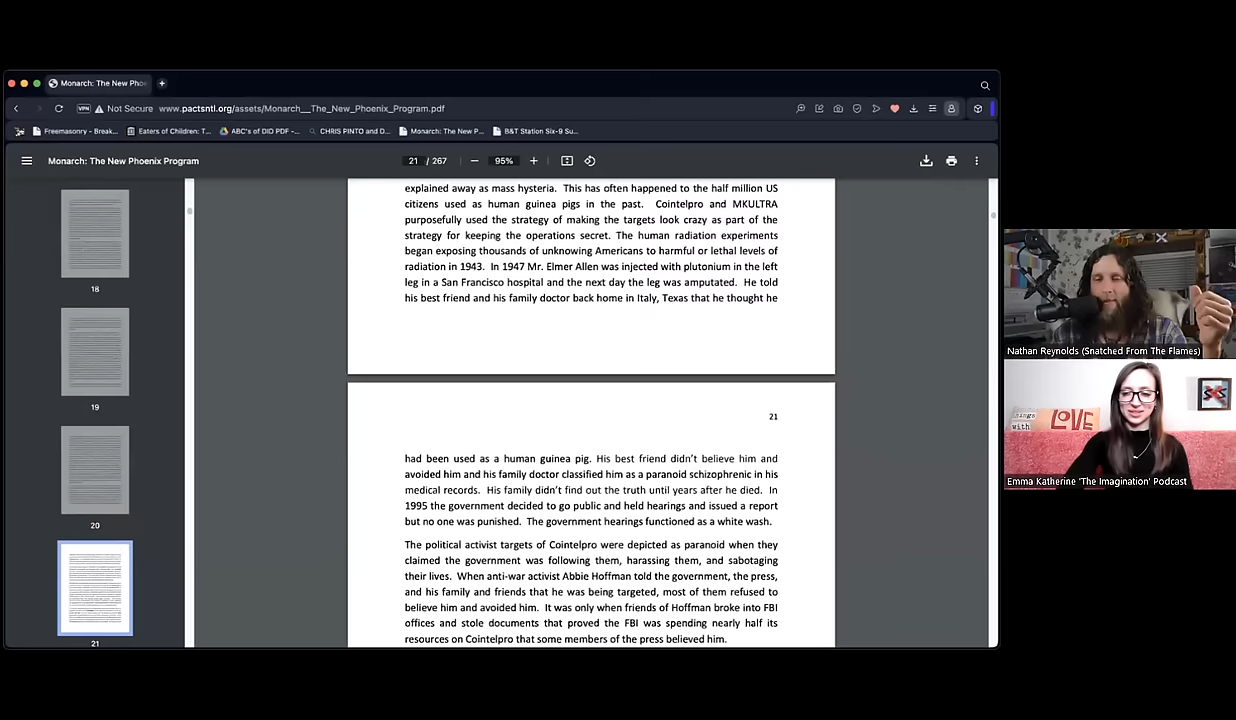 Monarch: The New Pho
Not Secure www.pactsntl.org/assets/Monarch__The_New_Phoenix_Program.pdf
VPN
Freemasonry - Break... Eaters of Children: T... ABC's of DID PDF -... CHRIS PINTO and D... Monarch: The New P... B&T Station Six-9 Su...
Monarch: The New Phoenix Program 21 / 267 95%
18
19
20
21
explained away as mass hysteria. This has often happened to the half million US
citizens used as human guinea pigs in the past. Cointelpro and MKULTRA
purposefully used the strategy of making the targets look crazy as part of the
strategy for keeping the operations secret. The human radiation experiments
began exposing thousands of unknowing Americans to harmful or lethal levels of
radiation in 1943. In 1947 Mr. Elmer Allen was injected with plutonium in the left
leg in a San Francisco hospital and the next day the leg was amputated. He told
his best friend and his family doctor back home in Italy, Texas that he thought he
21
had been used as a human guinea pig. His best friend didn't believe him and
avoided him and his family doctor classified him as a paranoid schizophrenic in his
medical records. His family didn't find out the truth until years after he died. In
1995 the government decided to go public and held hearings and issued a report
but no one was punished. The government hearings functioned as a white wash.
The political activist targets of Cointelpro were depicted as paranoid when they
claimed the government was following them, harassing them, and sabotaging
their lives. When anti-war activist Abbie Hoffman told the government, the press,
and his family and friends that he was being targeted, most of them refused to
believe him and avoided him. It was only when friends of Hoffman broke into FBI
offices and stole documents that proved the FBI was spending nearly half its
resources on Cointelpro that some members of the press believed him.
Nathan Reynolds (Snatched From The Flames)
with
LOVE
Emma Katherine 'The Imagination' Podcast